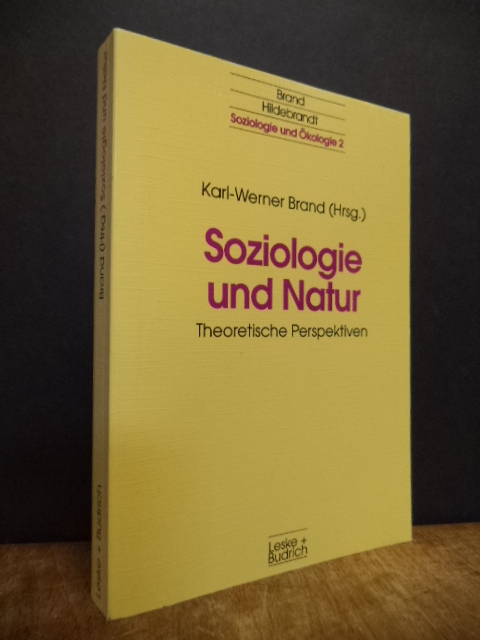 Brand
Hildebrandt
Soziologie und Ökologie 2
Karl-Werner Brand (Hrsg.)
Soziologie
und Natur
Theoretische Perspektiven
Leske +
Budrich
Brand (Hrsg.) Soziologie und Natur
Leske + Budrich